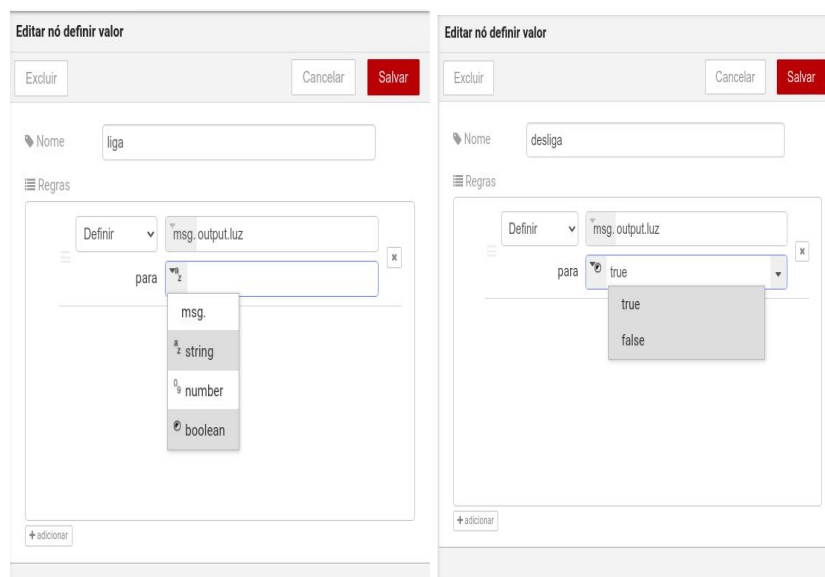 Editar nó definir valor
Excluir
Cancelar
Salvar
Nome
liga
Regras
Definir
msg. output.luz
x
para
a z
msg.
a z string
0 9 number
boolean
+ adicionar
Editar nó definir valor
Excluir
Cancelar
Salvar
Nome
desliga
Regras
Definir
msg. output.luz
x
para
true
true
false
+ adicionar